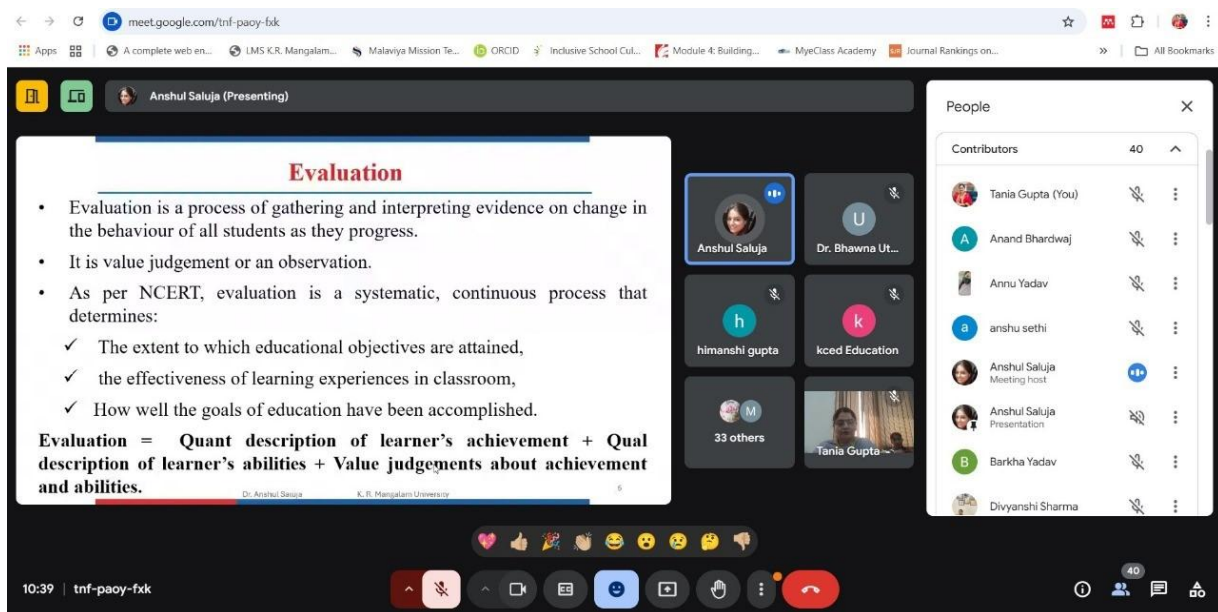 meet.google.com/tnf-paoy-fxk
Apps
A complete web en...
LMS K.R. Mangalam...
Malaviya Mission Te...
ORCID
Inclusive School Cul...
Module 4: Building...
MyeClass Academy
Journal Rankings on...
»
All Bookmarks
Anshul Saluja (Presenting)
Evaluation
• Evaluation is a process of gathering and interpreting evidence on change in
the behaviour of all students as they progress.
• It is value judgement or an observation.
• As per NCERT, evaluation is a systematic, continuous process that
determines:
✓ The extent to which educational objectives are attained,
✓ the effectiveness of learning experiences in classroom,
✓ How well the goals of education have been accomplished.
Evaluation = Quant description of learner's achievement + Qual
description of learner's abilities + Value judgements about achievement
and abilities.
Dr. Anshul Saluja K. R. Mangalam University 6
Anshul Saluja
U
Dr. Bhawna Ut...
h
himanshi gupta
k
kced Education
M
33 others
Tania Gupta
People
Contributors 40
Tania Gupta (You)
A
Anand Bhardwaj
Annu Yadav
a
anshu sethi
Anshul Saluja
Meeting host
Anshul Saluja
Presentation
B
Barkha Yadav
Divyanshi Sharma
10:39 | tnf-paoy-fxk
CC
40